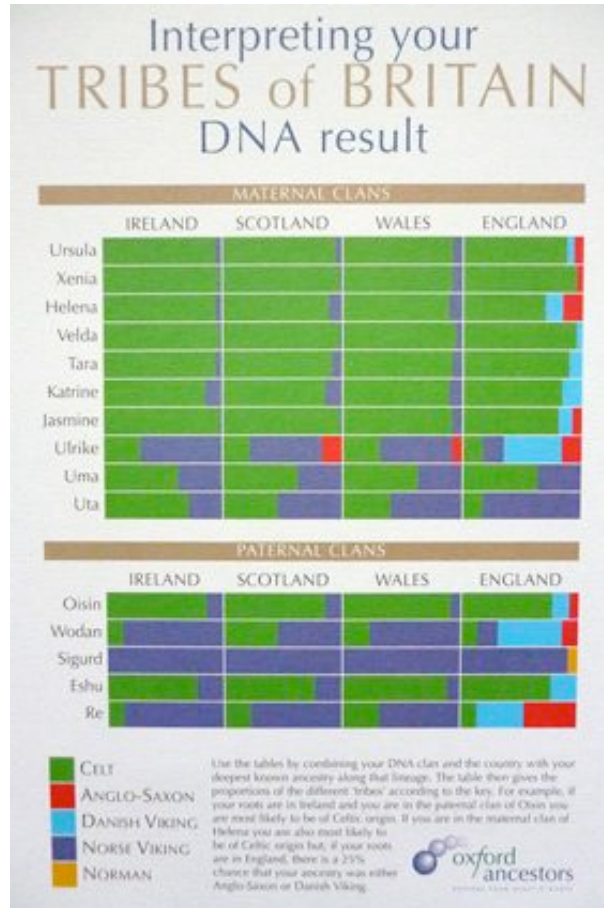 Interpreting your
TRIBES of BRITAIN
DNA result
MATERNAL CLANS
IRELAND SCOTLAND WALES ENGLAND
Ursula
Xenia
Helena
Velda
Tara
Katrine
Jasmine
Ulrike
Uma
Uta
PATERNAL CLANS
IRELAND SCOTLAND WALES ENGLAND
Oisin
Wodan
Sigurd
Eshu
Re
CELT
ANGLO-SAXON
DANISH VIKING
NORSE VIKING
NORMAN
Use the tables by combining your DNA clan and the country with your
deepest known ancestry along that lineage. The table then gives the
proportions of the different 'tribes' according to the key. For example, if
your roots are in Ireland and you are in the paternal clan of Oisin you
are most likely to be of Celtic origin. If you are in the maternal clan of
Helena you are also most likely to
be of Celtic origin but, if your roots
are in England, there is a 25%
chance that your ancestry was either
Anglo-Saxon or Danish Viking.
oxford
ancestors